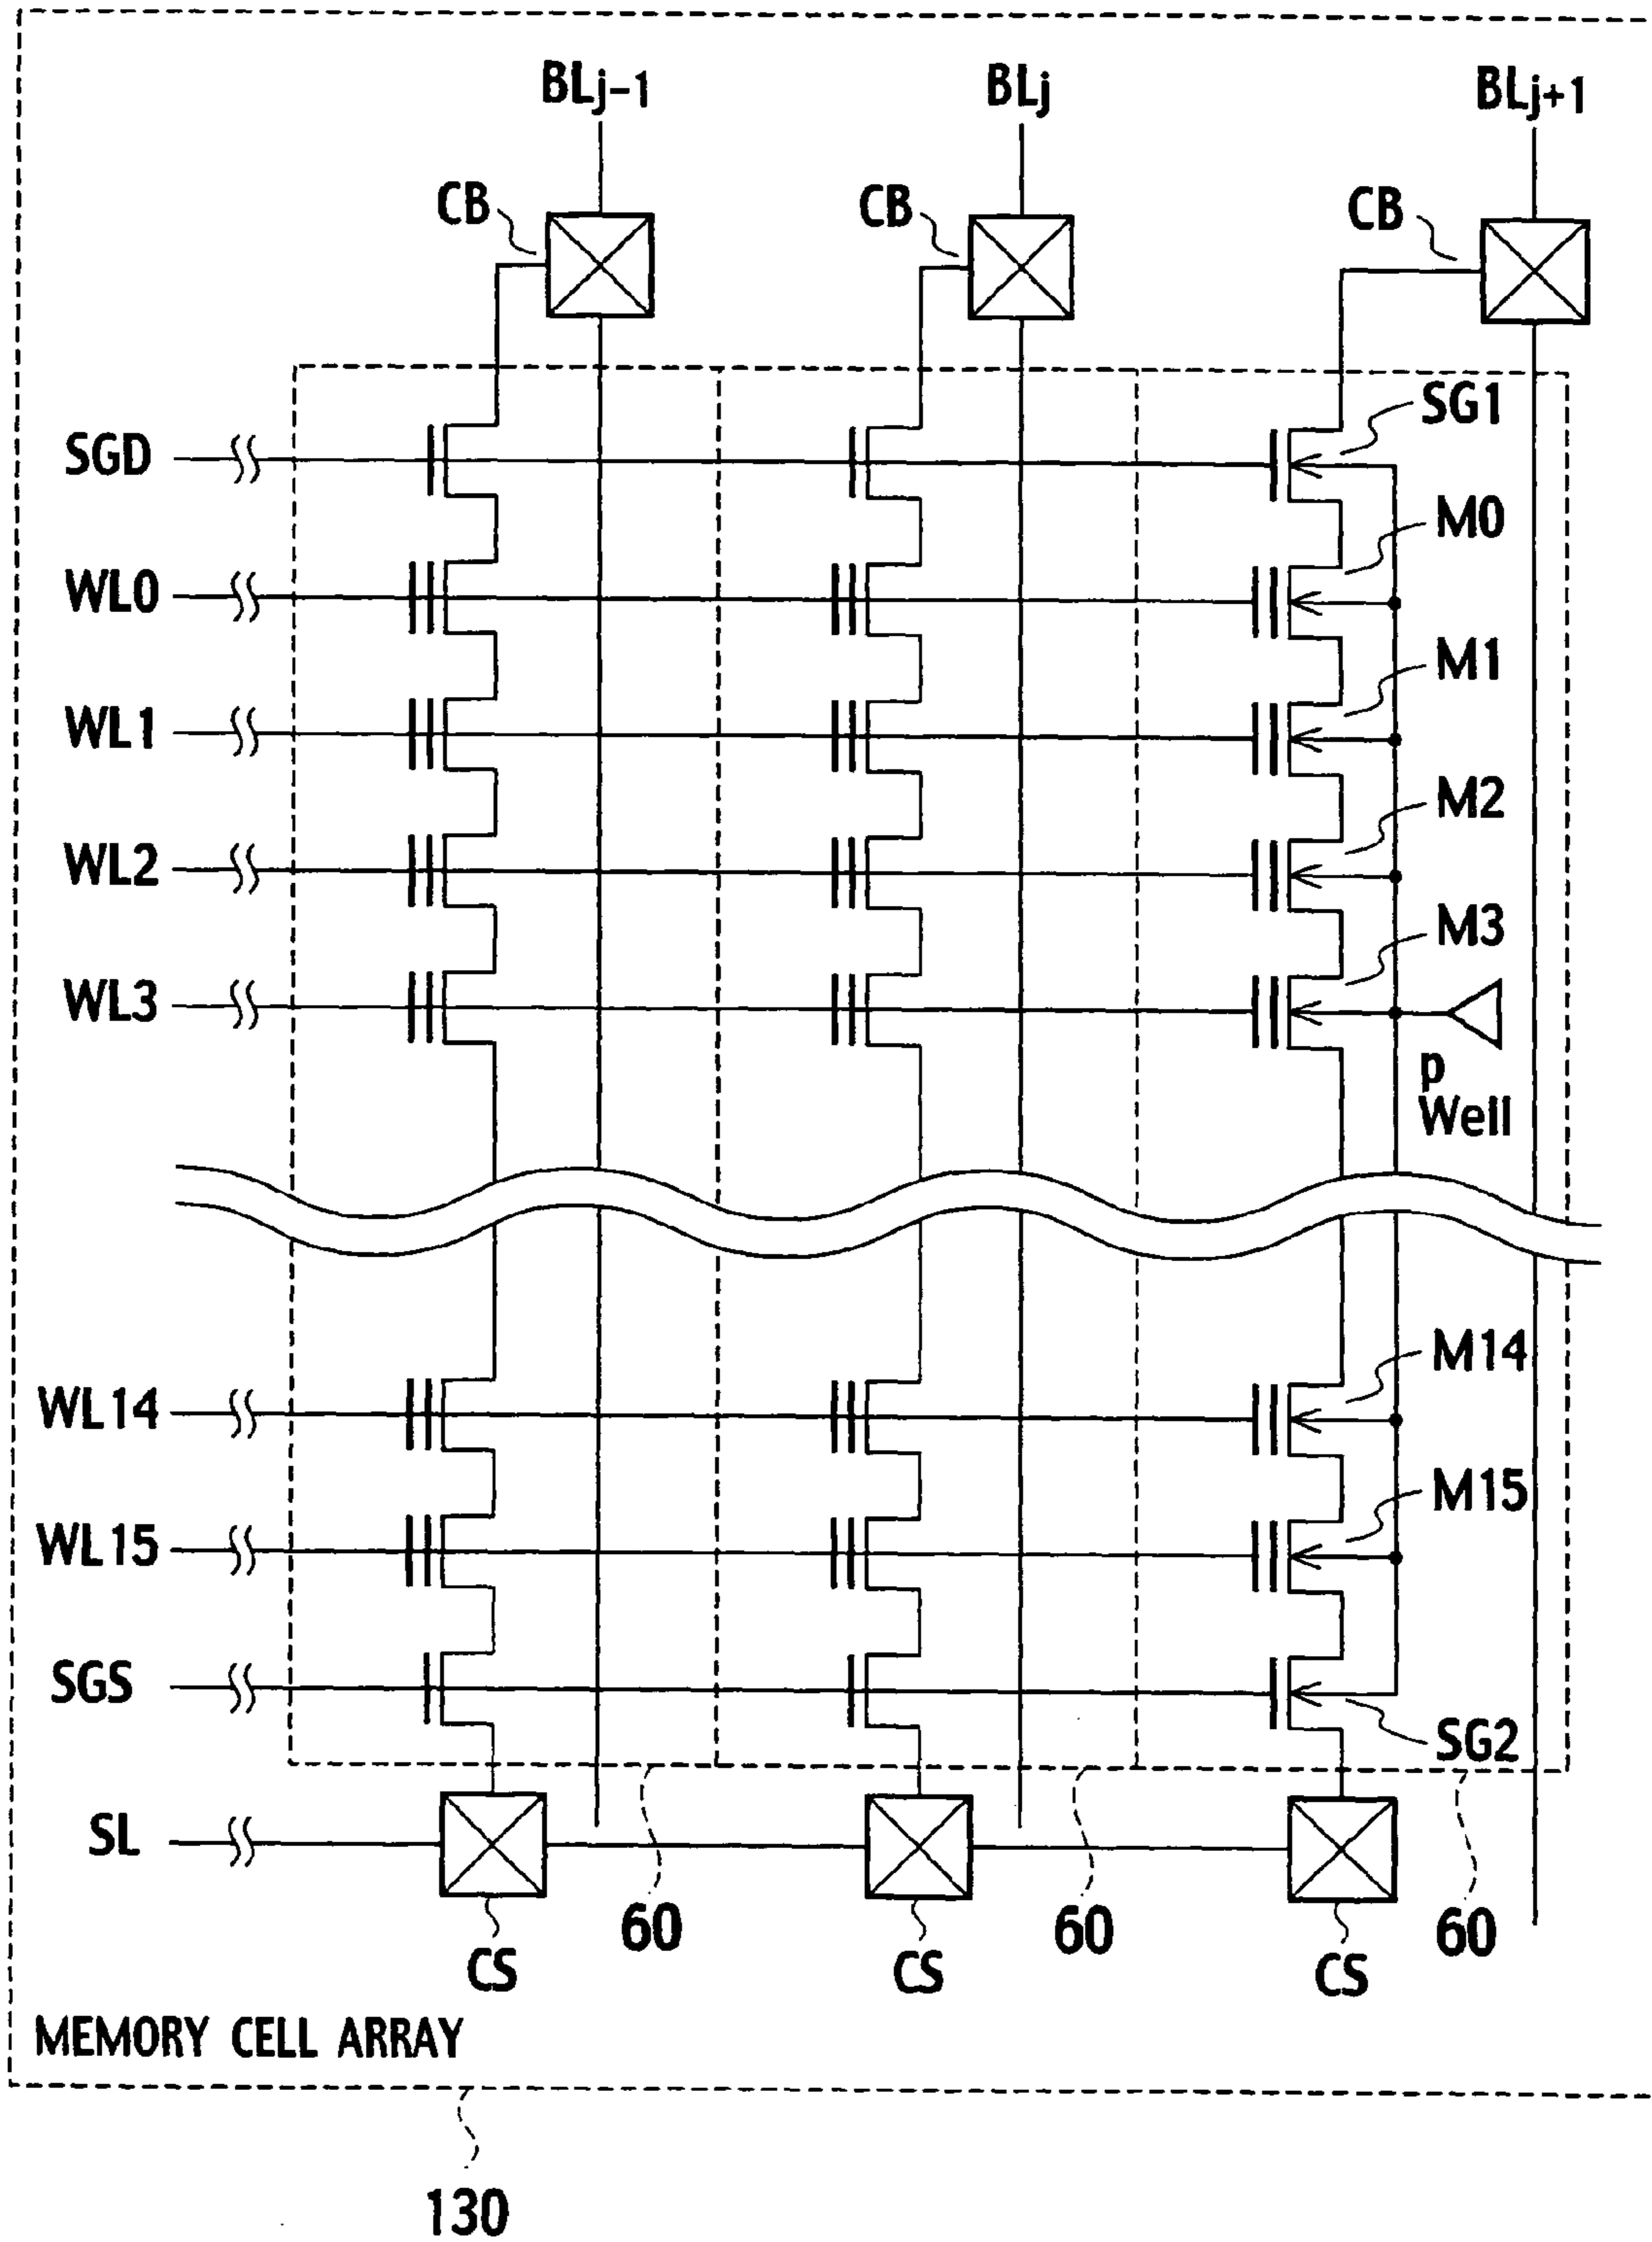 BLj-1 BLj BLj+1
CB CB CB
SG1
SGD
M0
WL0
M1
WL1
M2
WL2
M3
WL3
p
Well
M14
WL14
M15
WL15
SGS
SG2
SL
60 60 60
CS CS CS
MEMORY CELL ARRAY
130